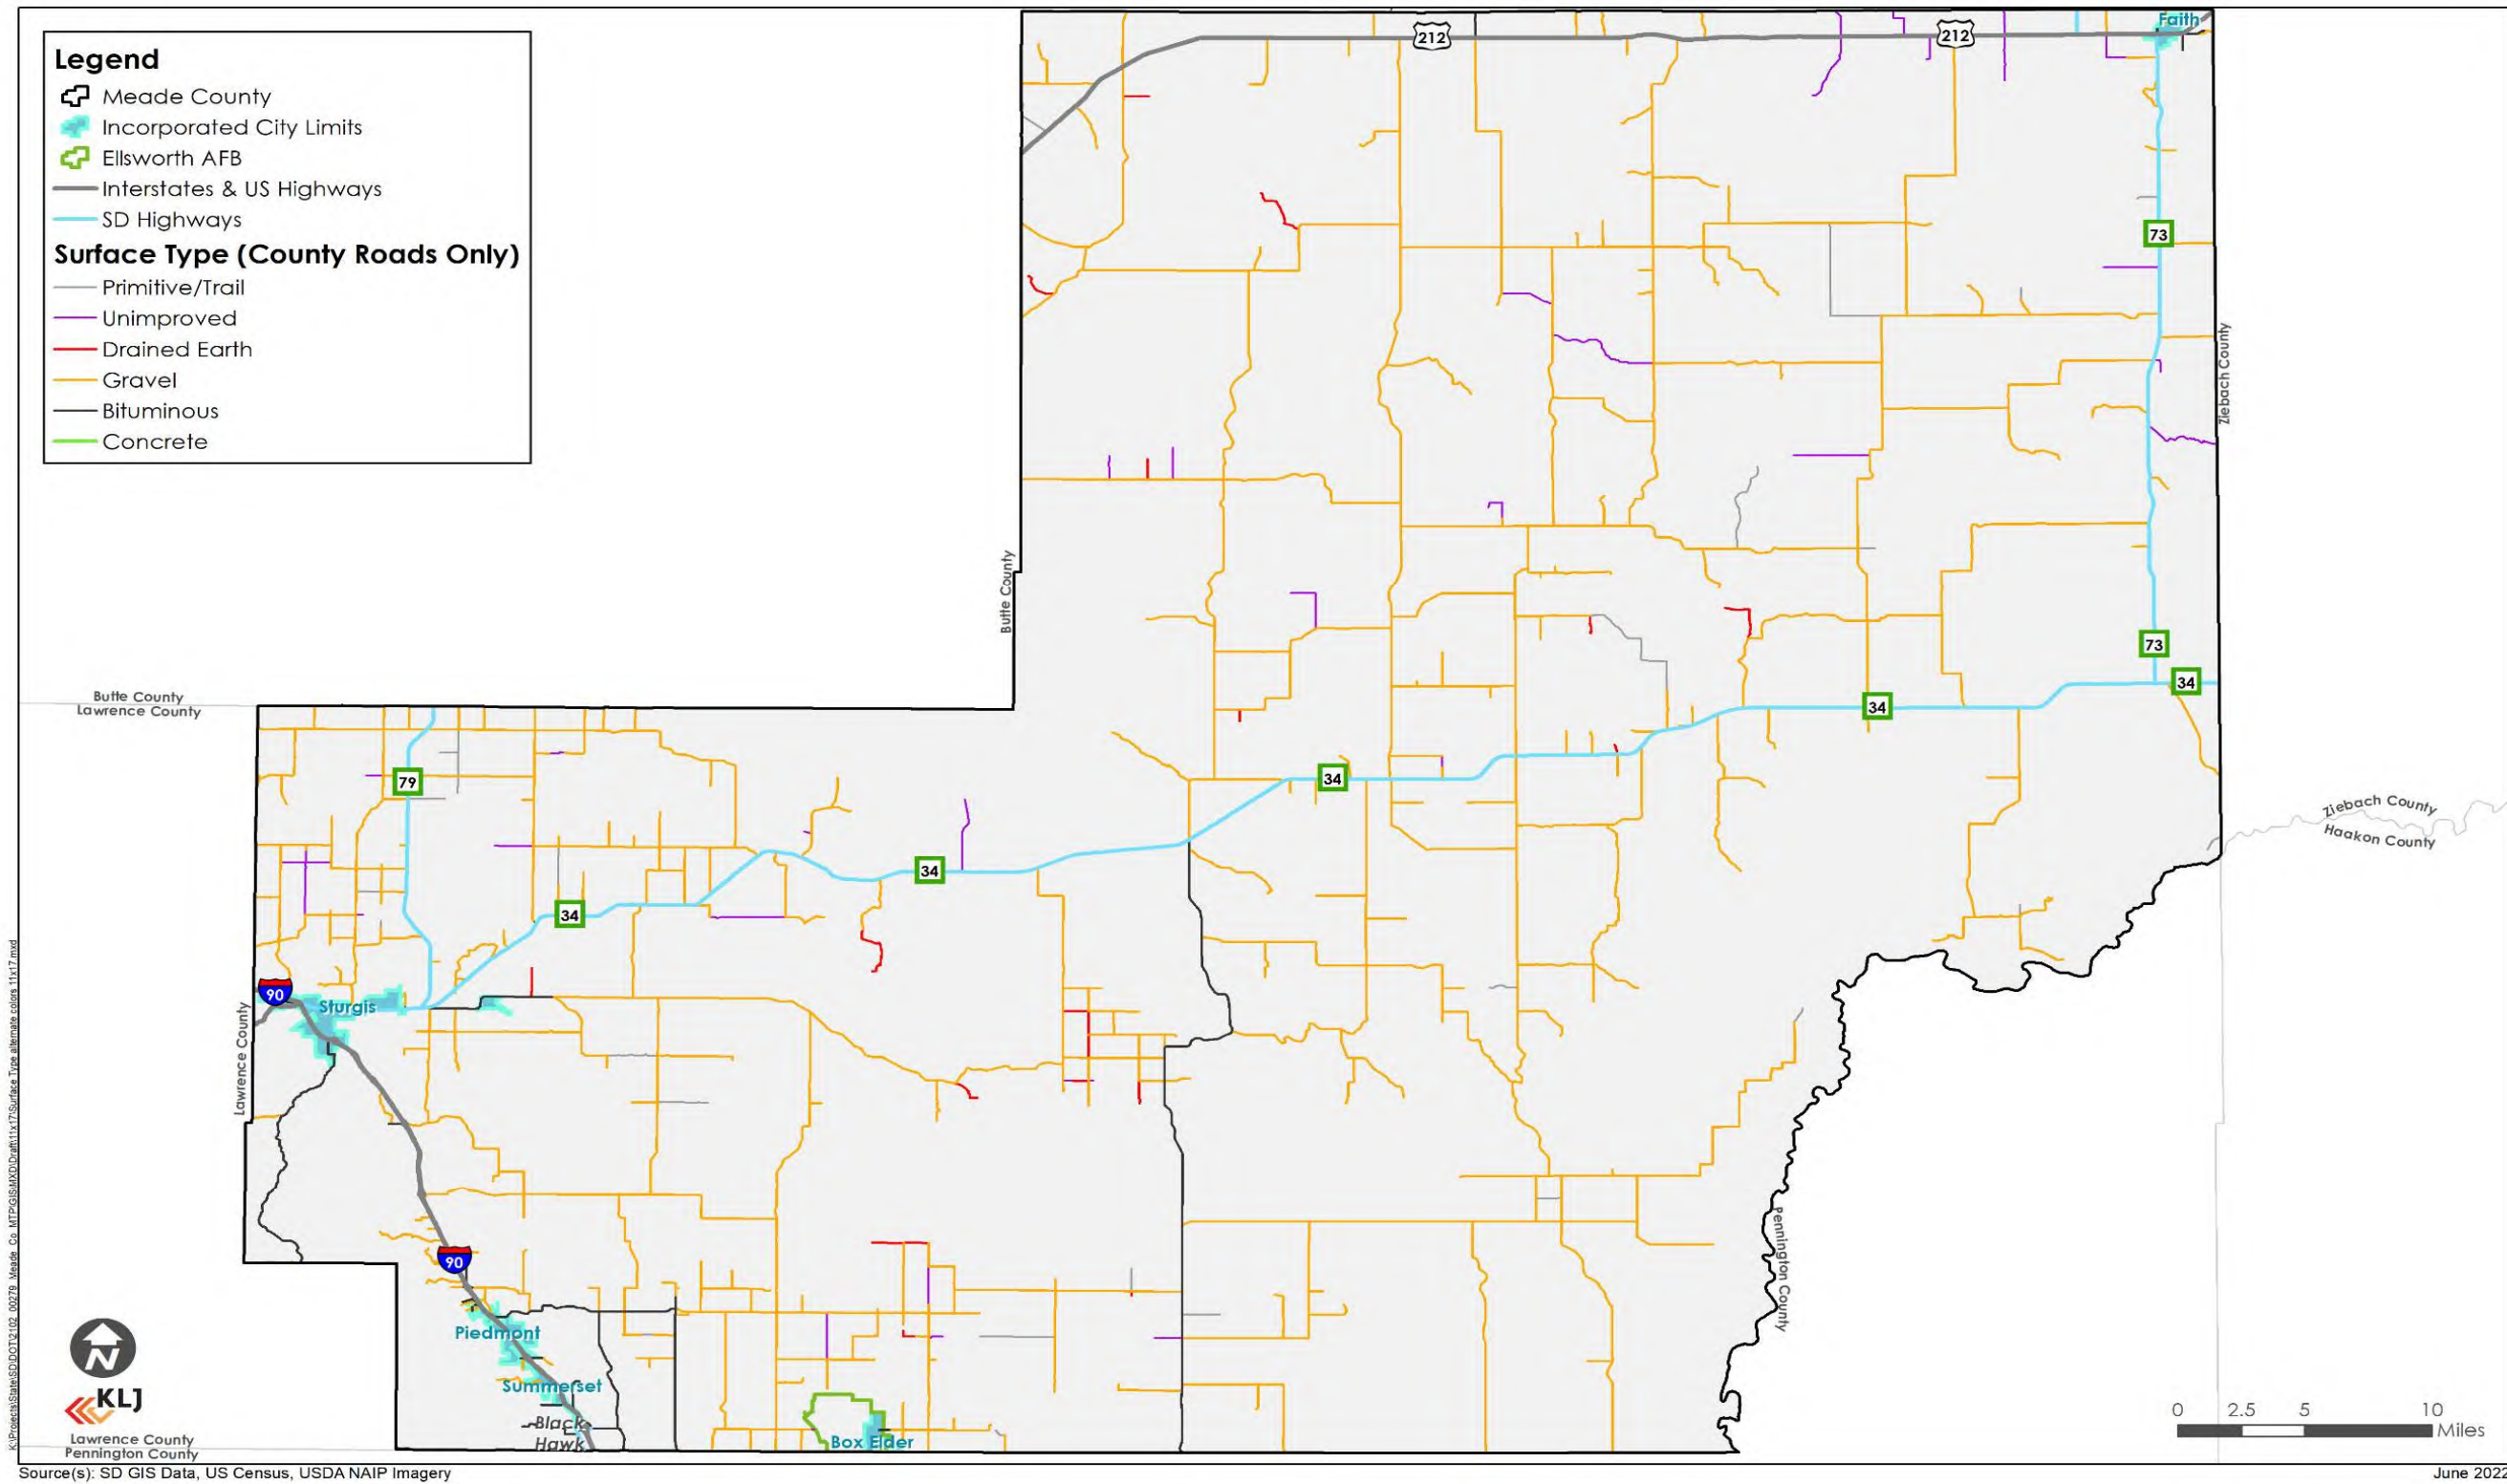 Legend
Meade County
Incorporated City Limits
Ellsworth AFB
Interstates & US Highways
SD Highways
Surface Type (County Roads Only)
Primitive/Trail
Unimproved
Drained Earth
Gravel
Bituminous
Concrete
212
212
Faith
73
Ziebach County
Butte County
73
34
34
Butte County
Lawrence County
79
34
34
34
Ziebach County
Haakon County
90
Sturgis
Lawrence County
Pennington County
90
Piedmont
Summerset
Black
Hawk
Box Elder
N
KLJ
Lawrence County
Pennington County
0 2.5 5 10
Miles
Source(s): SD GIS Data, US Census, USDA NAIP Imagery
June 2022